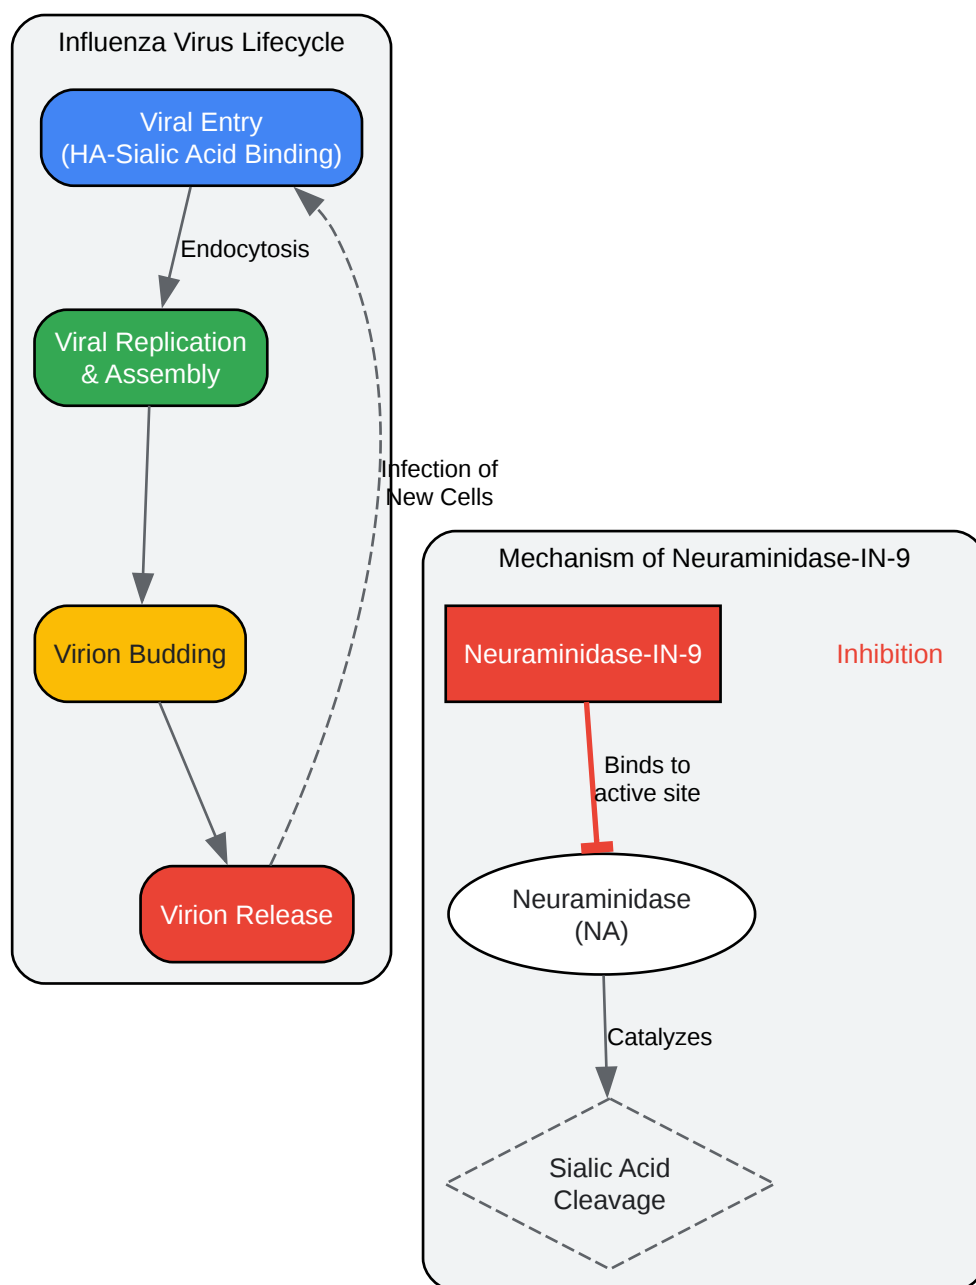 Influenza Virus Lifecycle
Viral Entry
(HA-Sialic Acid Binding)
Endocytosis
Viral Replication
& Assembly
Infection of
New Cells
Virion Budding
Virion Release
Mechanism of Neuraminidase-IN-9
Neuraminidase-IN-9
Inhibition
Binds to
active site
Neuraminidase
(NA)
Catalyzes
Sialic Acid
Cleavage